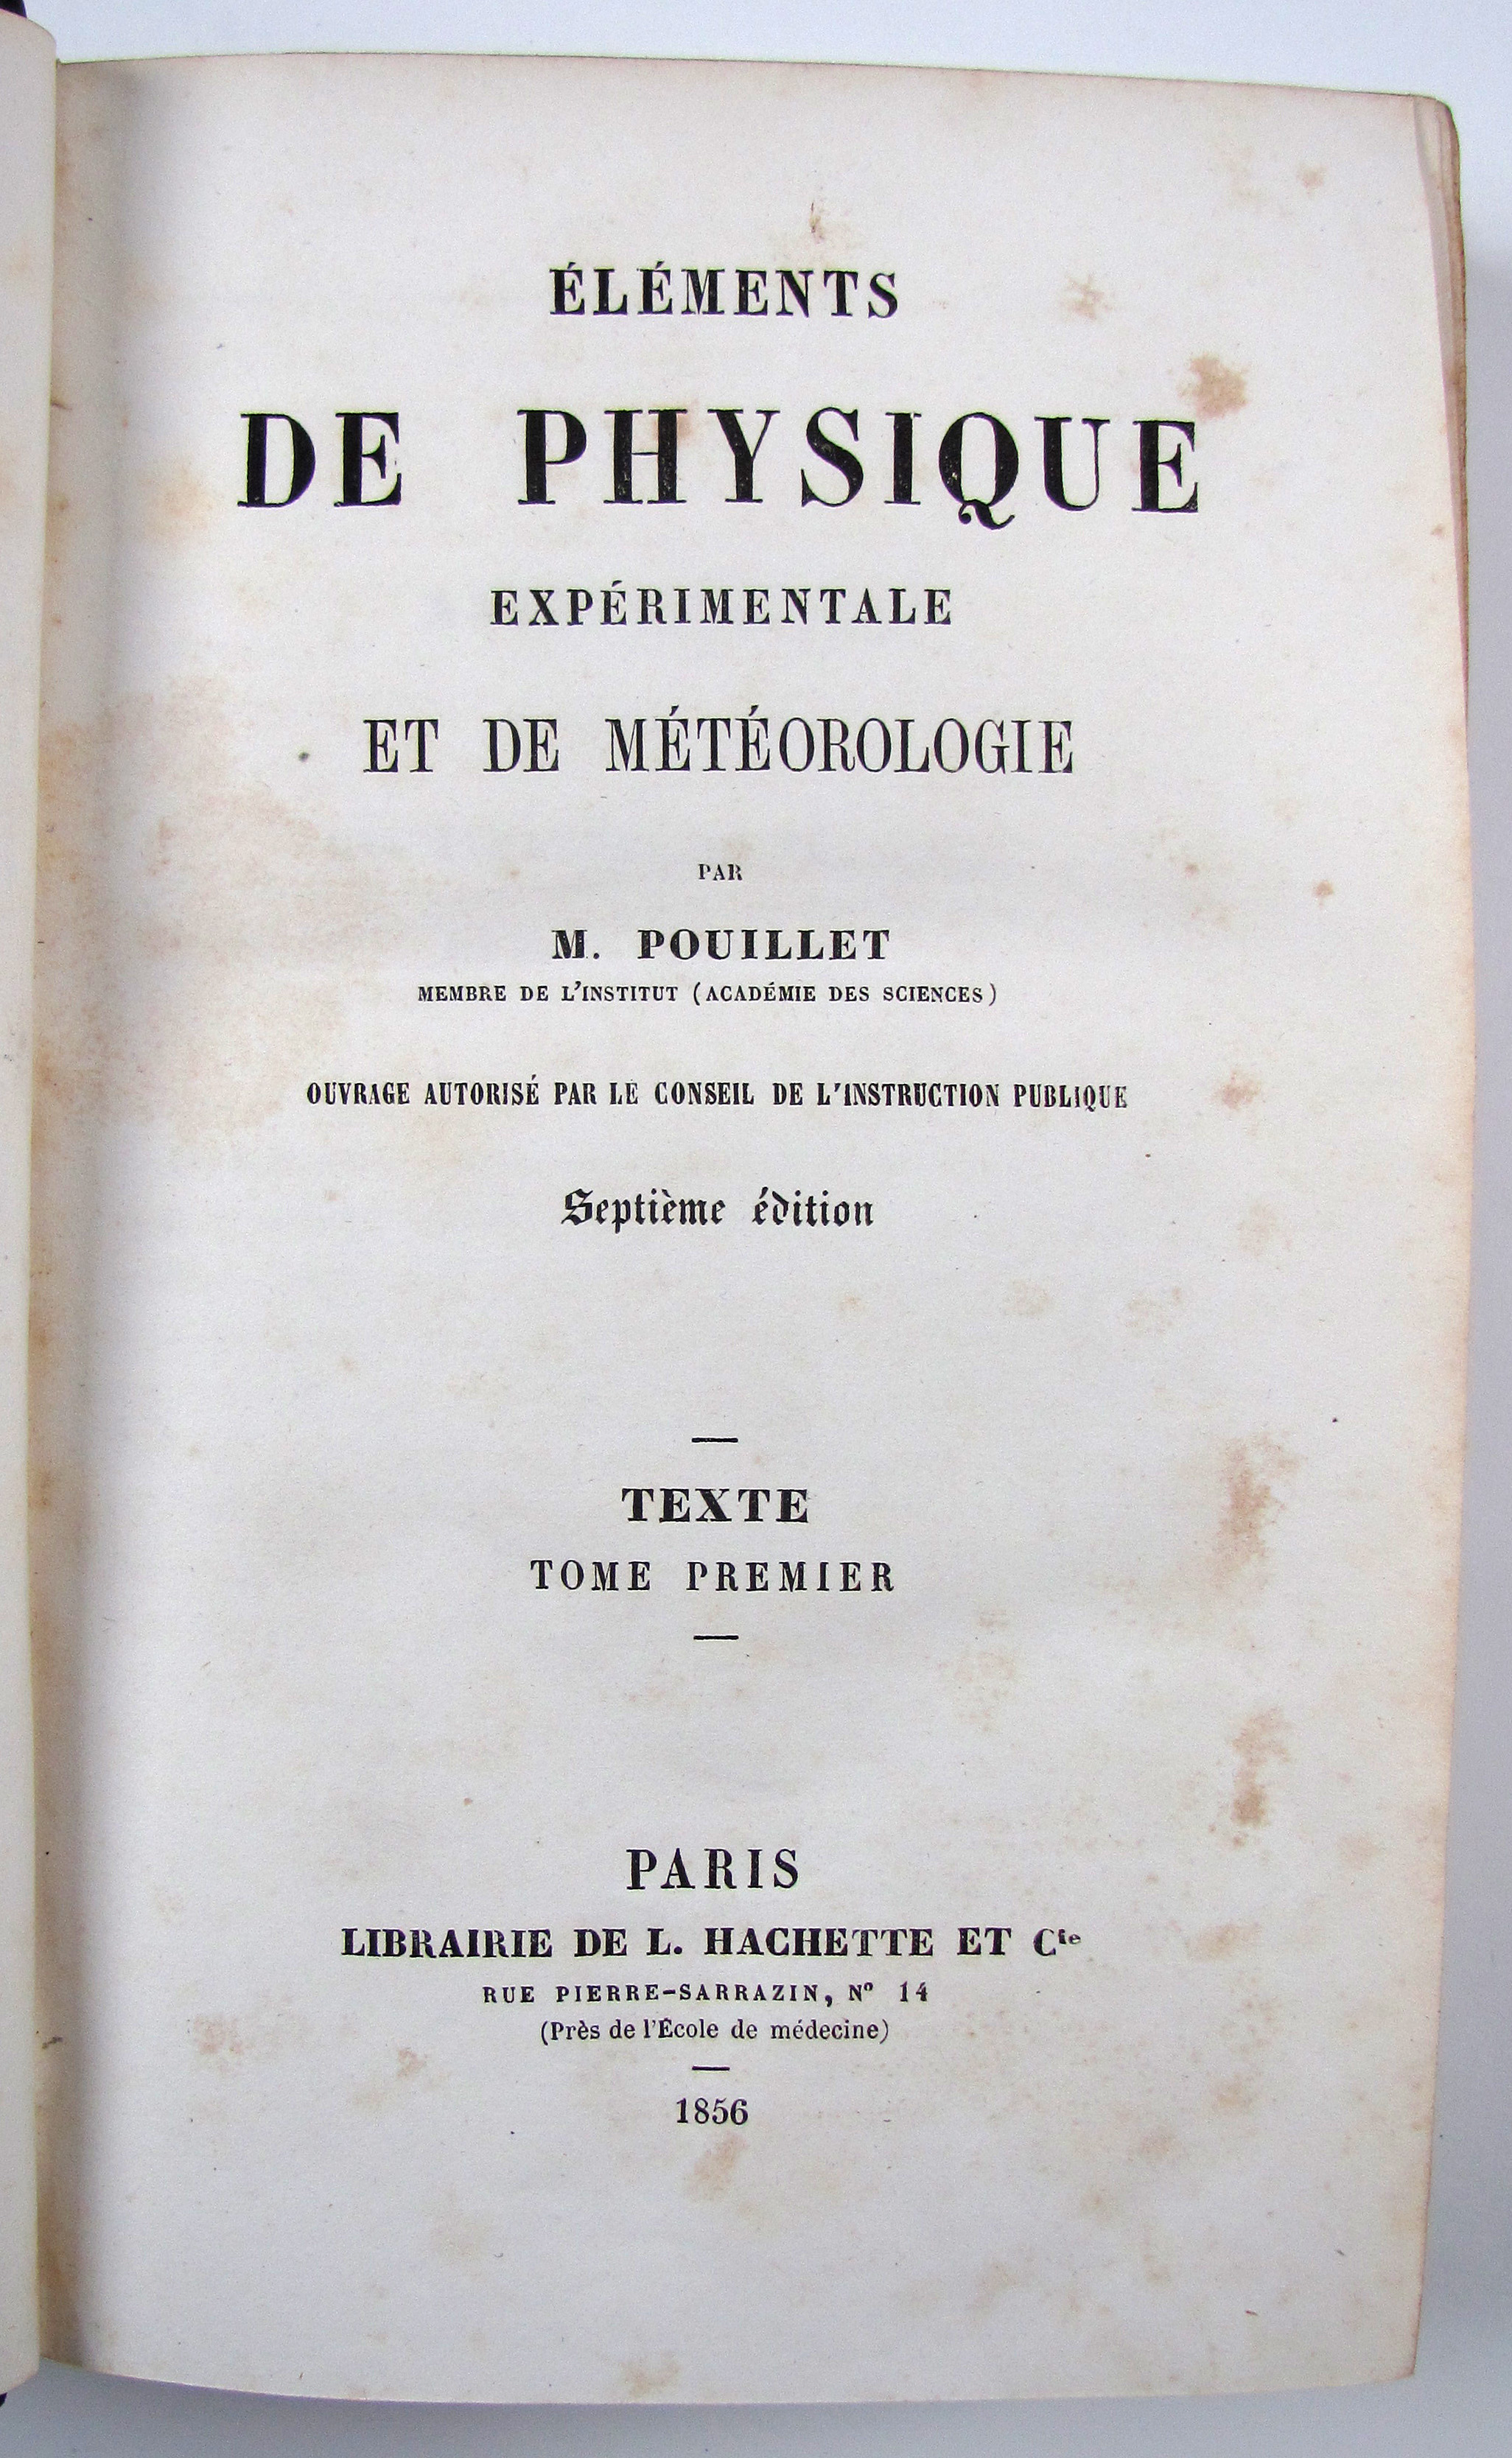 ÉLÉMENTS
DE PHYSIQUE
EXPÉRIMENTALE
ET DE MÉTÉOROLOGIE
PAR
M. POUILLET
MEMBRE DE L'INSTITUT (ACADÉMIE DES SCIENCES)
OUVRAGE AUTORISÉ PAR LE CONSEIL DE L'INSTRUCTION PUBLIQUE
Septième édition
TEXTE
TOME PREMIER
PARIS
LIBRAIRIE DE L. HACHETTE ET Cie
RUE PIERRE-SARRAZIN, Nº 14
(Près de l'École de médecine)
1856